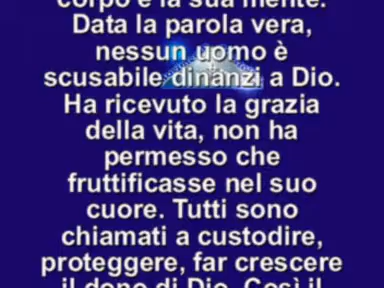 corpo e la sua mente.
Data la parola vera,
nessun uomo è
scusabile dinanzi a Dio.
Ha ricevuto la grazia
della vita, non ha
permesso che
fruttificasse nel suo
cuore. Tutti sono
chiamati a custodire,
proteggere, far crescere
il dono di Dio. Così il